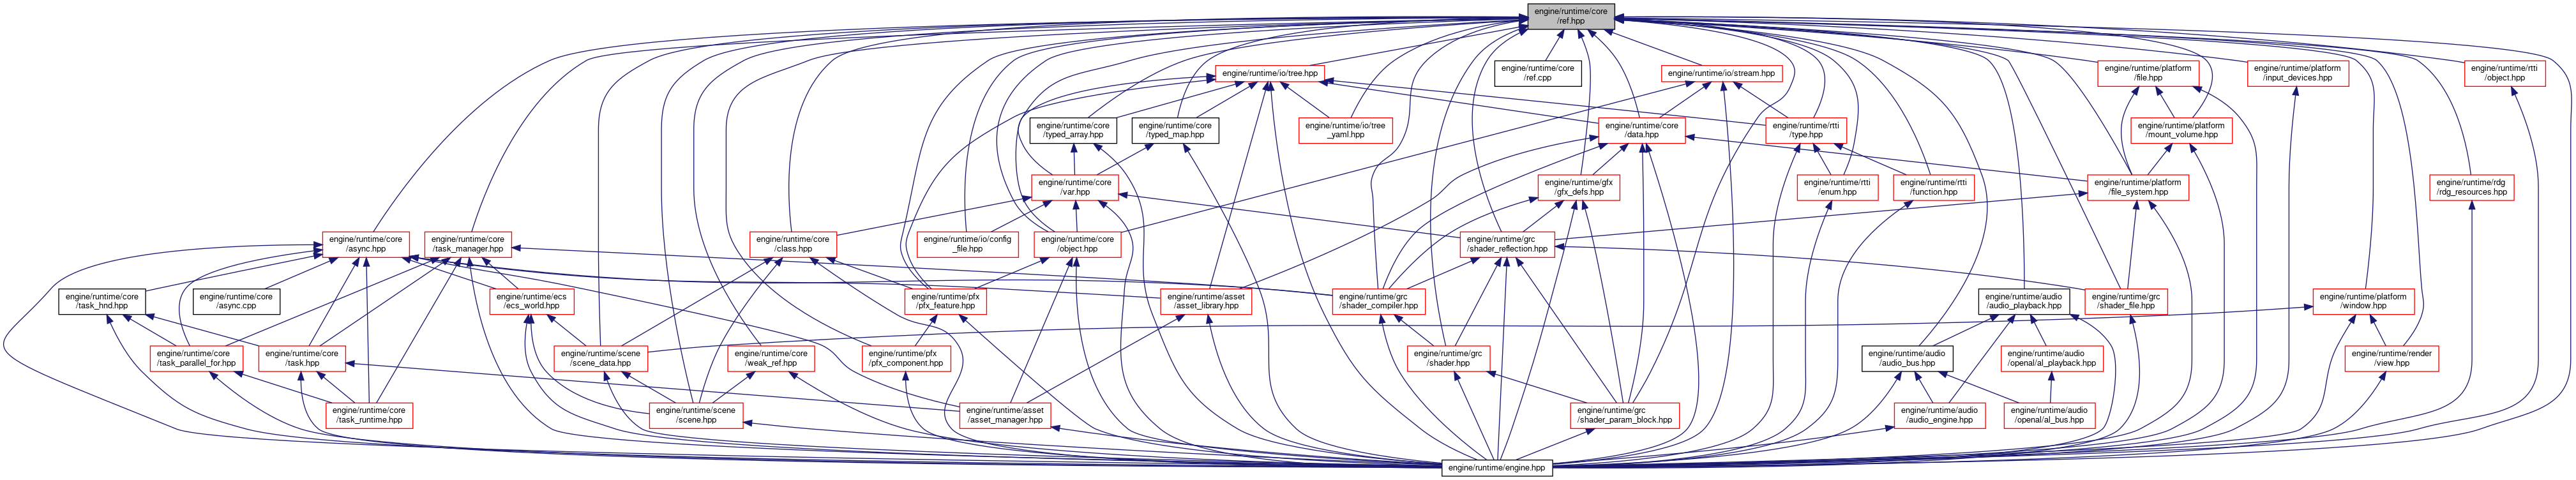 engine/runtime/core
/ref.hpp
engine/runtime/io/tree.hpp
engine/runtime/core
/ref.cpp
engine/runtime/io/stream.hpp
engine/runtime/platform
/file.hpp
engine/runtime/platform
/input_devices.hpp
engine/runtime/rtti
/object.hpp
engine/runtime/core
/typed_array.hpp
engine/runtime/core
/typed_map.hpp
engine/runtime/io/tree
_yaml.hpp
engine/runtime/core
/data.hpp
engine/runtime/rtti
/type.hpp
engine/runtime/platform
/mount_volume.hpp
engine/runtime/core
/var.hpp
engine/runtime/gfx
/gfx_defs.hpp
engine/runtime/rtti
/enum.hpp
engine/runtime/rtti
/function.hpp
engine/runtime/platform
/file_system.hpp
engine/runtime/rdg
/rdg_resources.hpp
engine/runtime/core
/async.hpp
engine/runtime/core
/task_manager.hpp
engine/runtime/core
/class.hpp
engine/runtime/io/config
_file.hpp
engine/runtime/core
/object.hpp
engine/runtime/grc
/shader_reflection.hpp
engine/runtime/core
/task_hnd.hpp
engine/runtime/core
/async.cpp
engine/runtime/ecs
/ecs_world.hpp
engine/runtime/pfx
/pfx_feature.hpp
engine/runtime/asset
/asset_library.hpp
engine/runtime/grc
/shader_compiler.hpp
engine/runtime/audio
/audio_playback.hpp
engine/runtime/grc
/shader_file.hpp
engine/runtime/platform
/window.hpp
engine/runtime/core
/task_parallel_for.hpp
engine/runtime/core
/task.hpp
engine/runtime/scene
/scene_data.hpp
engine/runtime/core
/weak_ref.hpp
engine/runtime/pfx
/pfx_component.hpp
engine/runtime/grc
/shader.hpp
engine/runtime/audio
/audio_bus.hpp
engine/runtime/audio
/openal/al_playback.hpp
engine/runtime/render
/view.hpp
engine/runtime/core
/task_runtime.hpp
engine/runtime/scene
/scene.hpp
engine/runtime/asset
/asset_manager.hpp
engine/runtime/grc
/shader_param_block.hpp
engine/runtime/audio
/audio_engine.hpp
engine/runtime/audio
/openal/al_bus.hpp
engine/runtime/engine.hpp